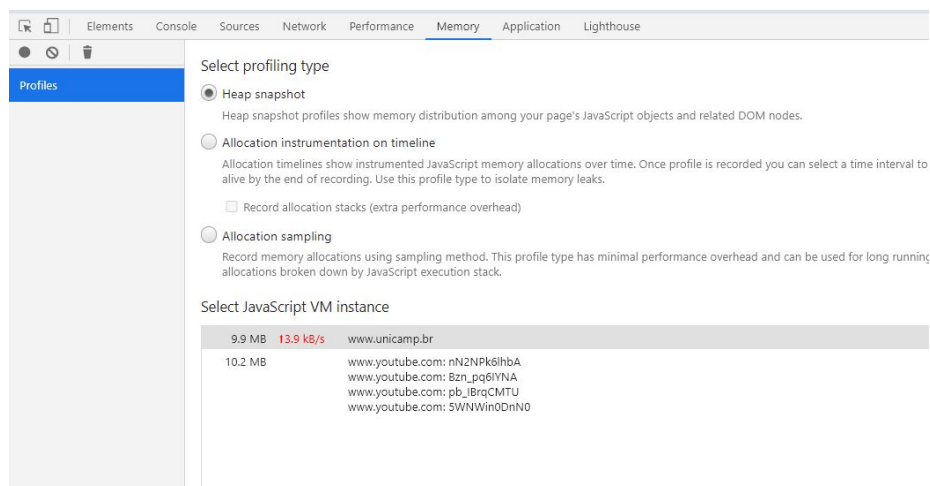 Elements Console Sources Network Performance Memory Application Lighthouse
Profiles
Select profiling type
Heap snapshot
Heap snapshot profiles show memory distribution among your page's JavaScript objects and related DOM nodes.
Allocation instrumentation on timeline
Allocation timelines show instrumented JavaScript memory allocations over time. Once profile is recorded you can select a time interval to
alive by the end of recording. Use this profile type to isolate memory leaks.
Record allocation stacks (extra performance overhead)
Allocation sampling
Record memory allocations using sampling method. This profile type has minimal performance overhead and can be used for long running
allocations broken down by JavaScript execution stack.
Select JavaScript VM instance
9.9 MB ↑3.9 kB/s www.unicamp.br
10.2 MB www.youtube.com: nN2NPk6lhbA
www.youtube.com: Bzn_pq6IYNA
www.youtube.com: pb_IBrqCMTU
www.youtube.com: 5WNWin0DnN0